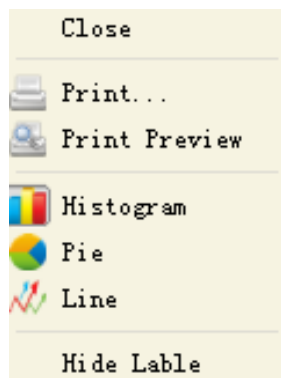 Close
Print...
Print Preview
Histogram
Pie
Line
Hide Lable